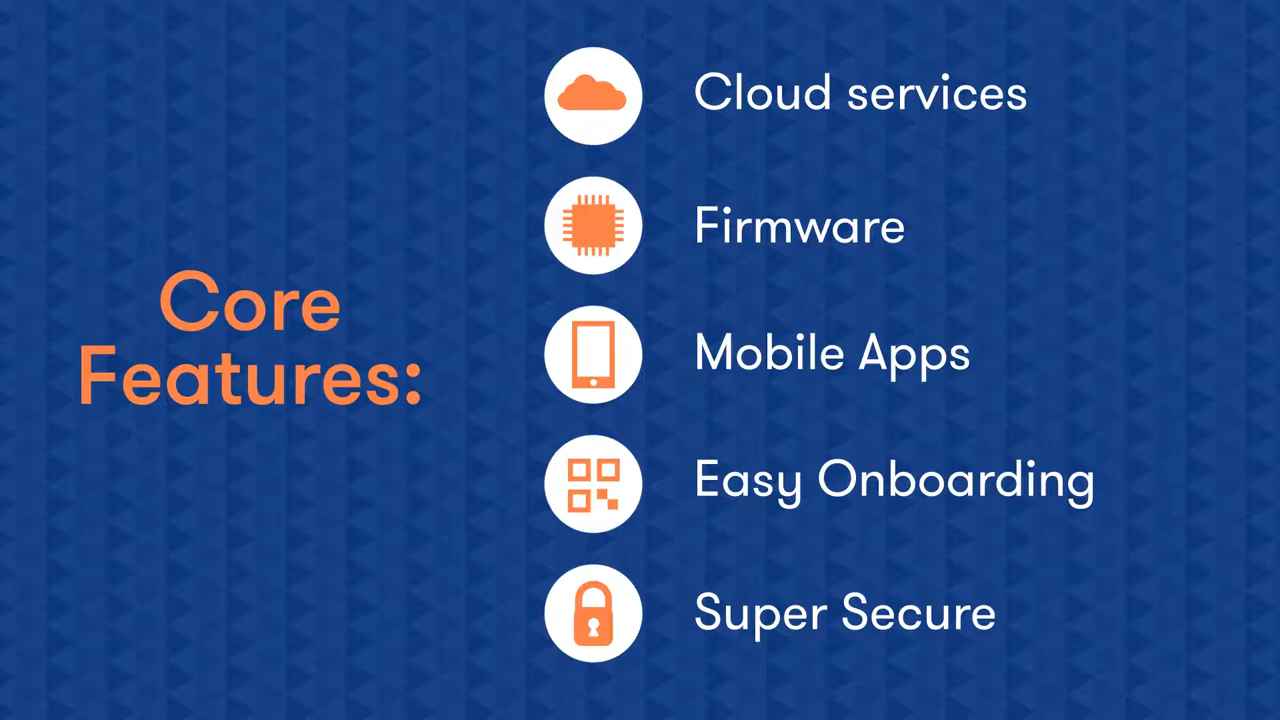 Core
Features:
Cloud services
Firmware
Mobile Apps
Easy Onboarding
Super Secure